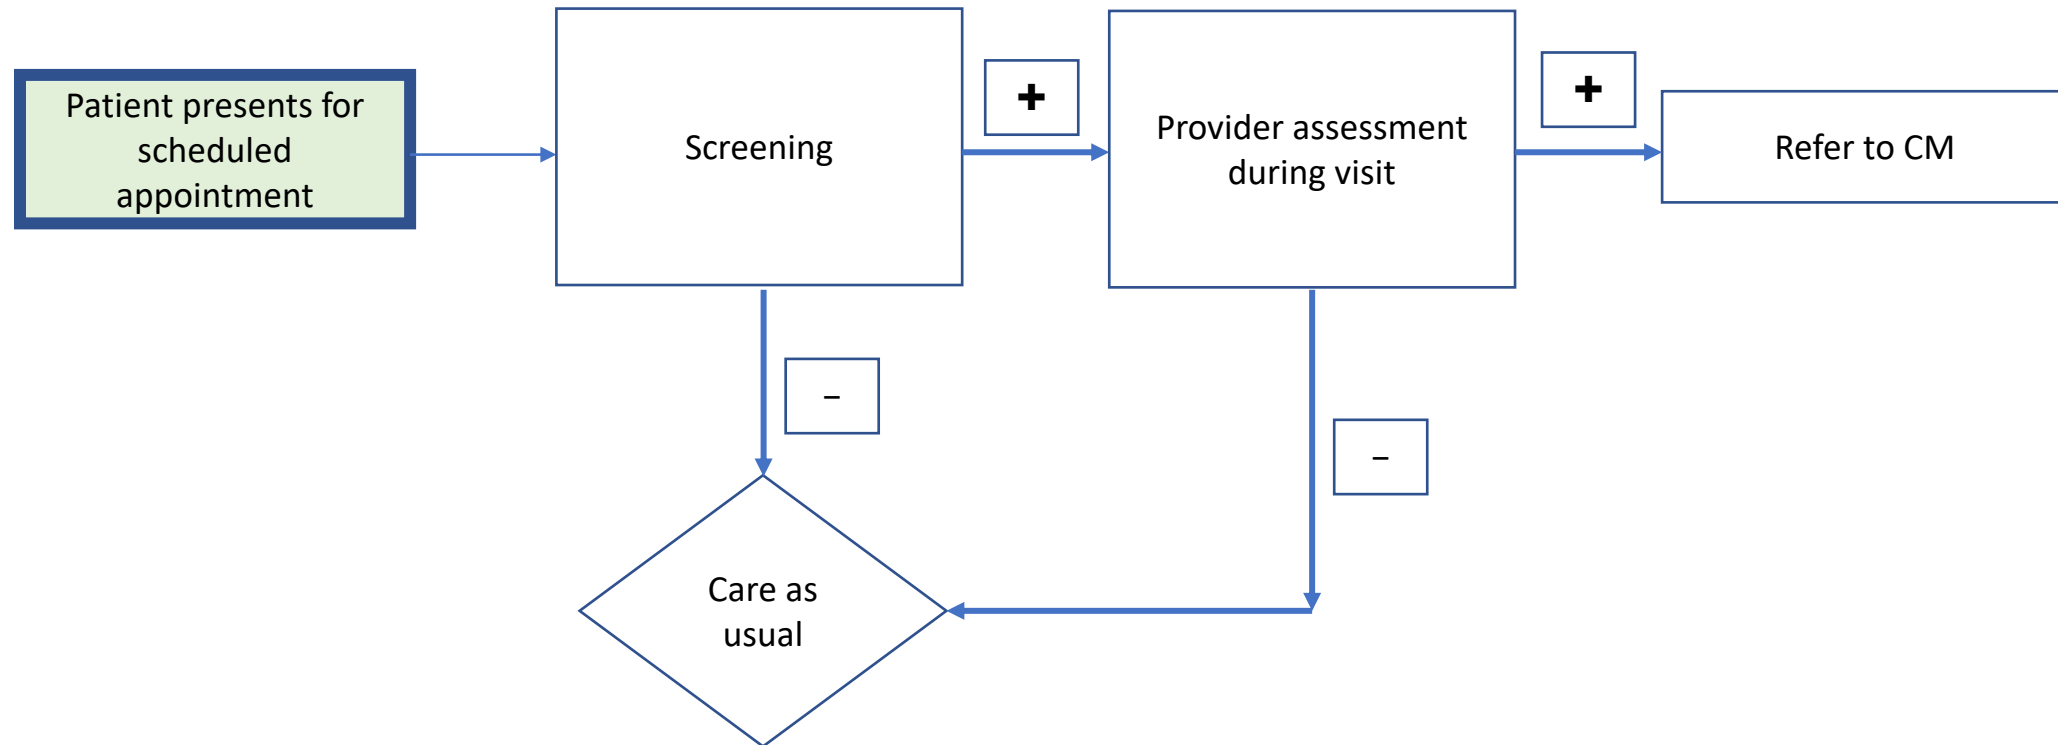 Patient presents for
scheduled
appointment
Screening
+
Provider assessment
during visit
+
Refer to CM
–
–
Care as
usual